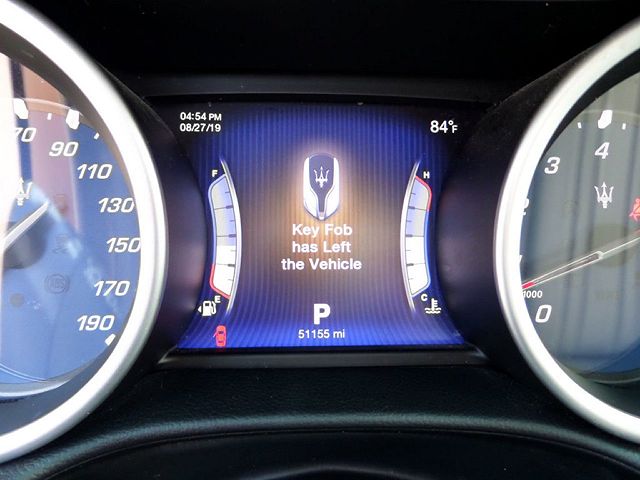 04:54 PM
08/27/19
84°F
F
H
Key Fob
has Left
the Vehicle
E
C
P
51155 mi
70
90
110
130
150
170
190
4
3
2
0
1000